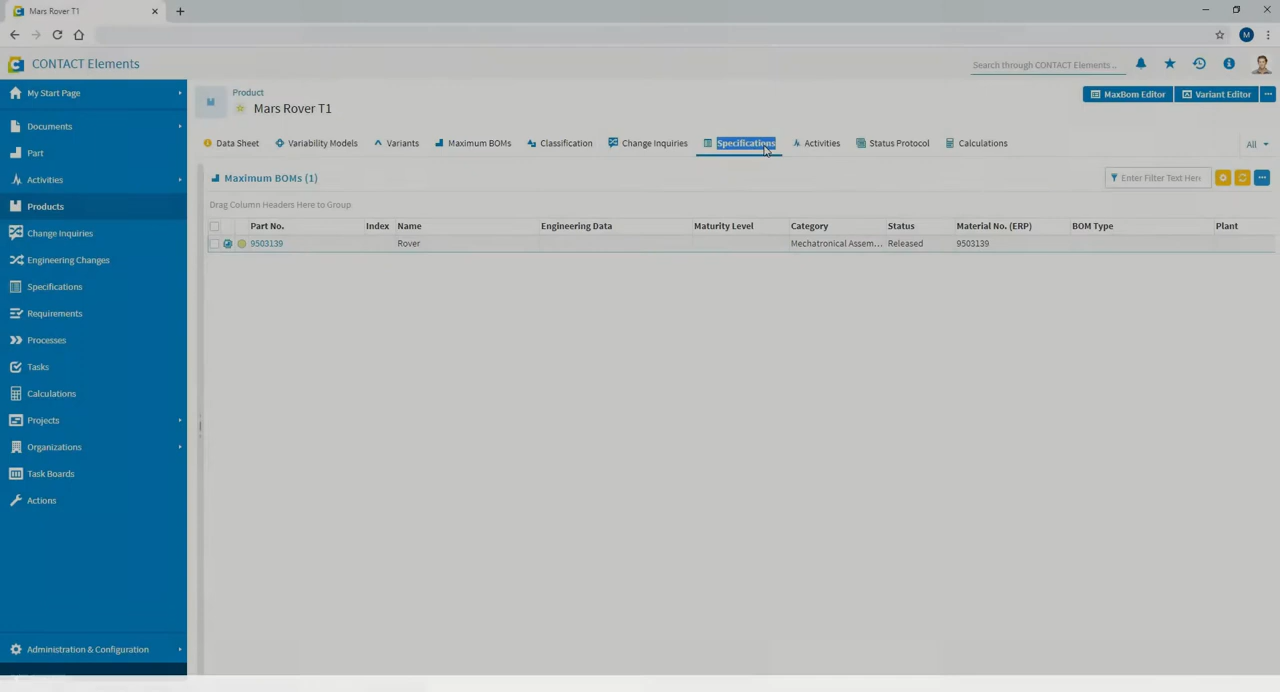 Mars Rover T1
M
CONTACT Elements
Search through CONTACT Elements ...
My Start Page
Documents
Part
Activities
Products
Change Inquiries
Engineering Changes
Specifications
Requirements
Processes
Tasks
Calculations
Projects
Organizations
Task Boards
Actions
Administration & Configuration
Product
Mars Rover T1
MaxBom Editor Variant Editor
Data Sheet Variability Models Variants Maximum BOMs Classification Change Inquiries Specifications Activities Status Protocol Calculations All
Maximum BOMs (1)
Enter Filter Text Here
Drag Column Headers Here to Group
Part No. Index Name Engineering Data Maturity Level Category Status Material No. (ERP) BOM Type Plant
9503139 Rover Mechatronical Assem... Released 9503139